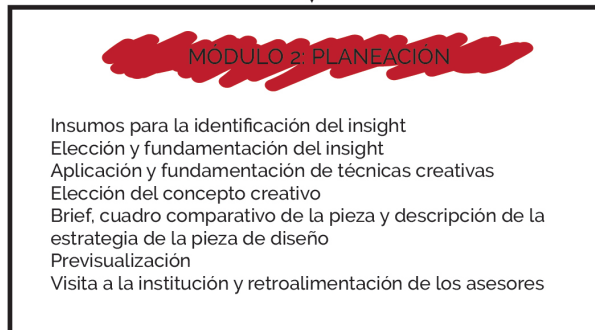 MÓDULO 2: PLANEACIÓN
Insumos para la identificación del insight
Elección y fundamentación del insight
Aplicación y fundamentación de técnicas creativas
Elección del concepto creativo
Brief, cuadro comparativo de la pieza y descripción de la
estrategia de la pieza de diseño
Previsualización
Visita a la institución y retroalimentación de los asesores